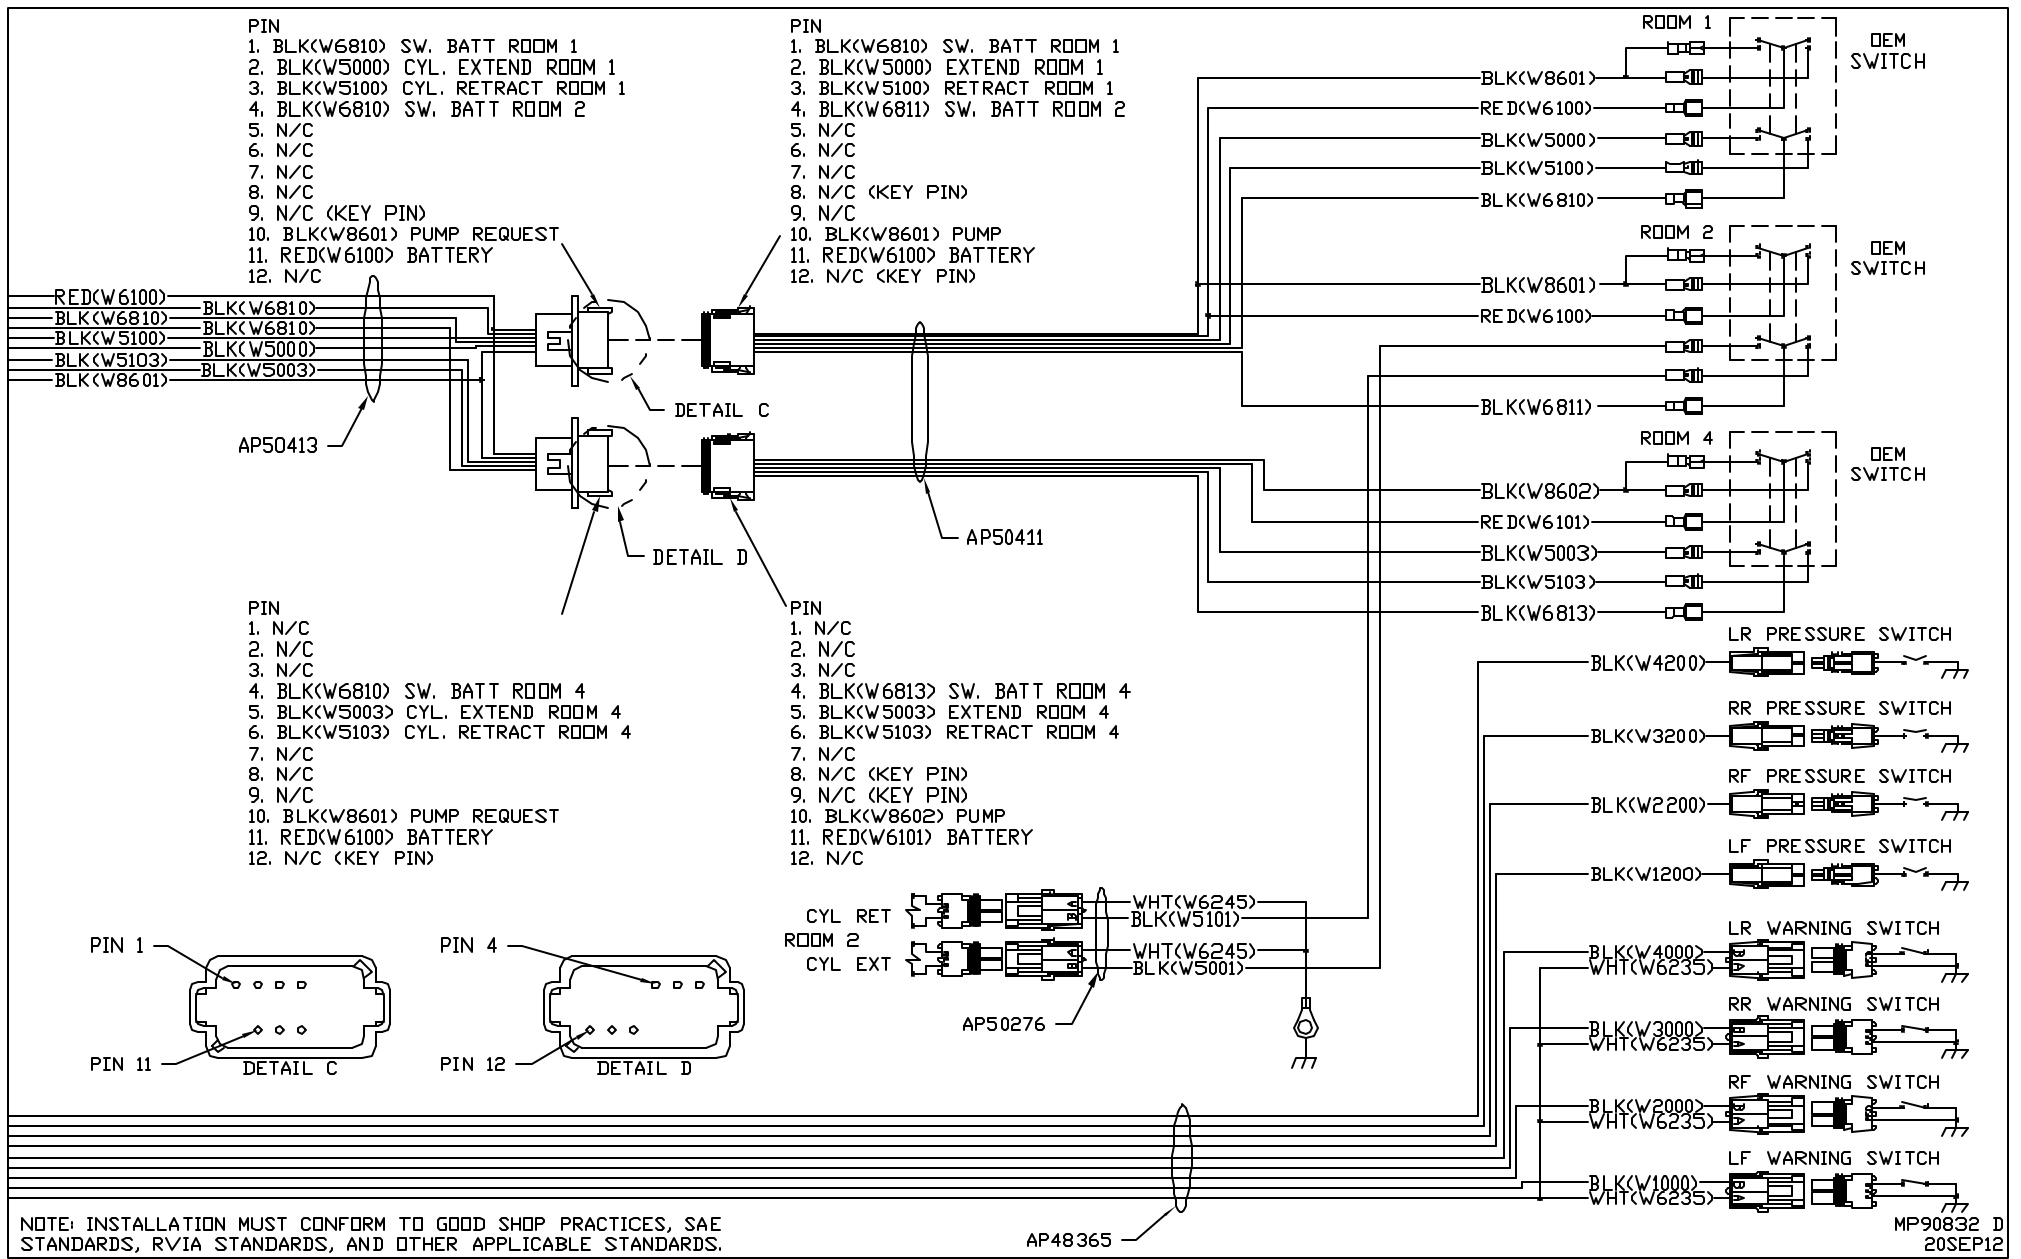 PIN
1. BLK(W6810) SW. BATT ROOM 1
2. BLK(W5000) CYL. EXTEND ROOM 1
3. BLK(W5100) CYL. RETRACT ROOM 1
4. BLK(W6810) SW. BATT ROOM 2
5. N/C
6. N/C
7. N/C
8. N/C
9. N/C (KEY PIN)
10. BLK(W8601) PUMP REQUEST
11. RED(W6100) BATTERY
12. N/C
PIN
1. BLK(W6810) SW. BATT ROOM 1
2. BLK(W5000) EXTEND ROOM 1
3. BLK(W5100) RETRACT ROOM 1
4. BLK(W6811) SW. BATT ROOM 2
5. N/C
6. N/C
7. N/C
8. N/C (KEY PIN)
9. N/C
10. BLK(W8601) PUMP
11. RED(W6100) BATTERY
12. N/C (KEY PIN)
ROOM 1
OEM
SWITCH
BLK(W8601)
RED(W6100)
BLK(W5000)
BLK(W5100)
BLK(W6810)
ROOM 2
OEM
SWITCH
BLK(W8601)
RED(W6100)
BLK(W6811)
ROOM 4
OEM
SWITCH
BLK(W8602)
RED(W6101)
BLK(W5003)
BLK(W5103)
BLK(W6813)
RED(W6100)
BLK(W6810)
BLK(W6810)
BLK(W6810)
BLK(W5100)
BLK(W5000)
BLK(W5103)
BLK(W5003)
BLK(W8601)
AP50413
DETAIL C
DETAIL D
AP50411
PIN
1. N/C
2. N/C
3. N/C
4. BLK(W6810) SW. BATT ROOM 4
5. BLK(W5003) CYL. EXTEND ROOM 4
6. BLK(W5103) CYL. RETRACT ROOM 4
7. N/C
8. N/C
9. N/C
10. BLK(W8601) PUMP REQUEST
11. RED(W6100) BATTERY
12. N/C (KEY PIN)
PIN
1. N/C
2. N/C
3. N/C
4. BLK(W6813) SW. BATT ROOM 4
5. BLK(W5003) EXTEND ROOM 4
6. BLK(W5103) RETRACT ROOM 4
7. N/C
8. N/C (KEY PIN)
9. N/C (KEY PIN)
10. BLK(W8602) PUMP
11. RED(W6101) BATTERY
12. N/C
LR PRESSURE SWITCH
BLK(W4200)
RR PRESSURE SWITCH
BLK(W3200)
RF PRESSURE SWITCH
BLK(W2200)
LF PRESSURE SWITCH
BLK(W1200)
LR WARNING SWITCH
BLK(W4000)
WHT(W6235)
B
A
RR WARNING SWITCH
BLK(W3000)
WHT(W6235)
B
A
RF WARNING SWITCH
BLK(W2000)
WHT(W6235)
B
A
LF WARNING SWITCH
BLK(W1000)
WHT(W6235)
B
A
CYL RET
ROOM 2
CYL EXT
A
B
A
B
WHT(W6245)
BLK(W5101)
WHT(W6245)
BLK(W5001)
AP50276
PIN 1
PIN 11
DETAIL C
PIN 4
PIN 12
DETAIL D
AP48365
NOTE: INSTALLATION MUST CONFORM TO GOOD SHOP PRACTICES, SAE
STANDARDS, RVIA STANDARDS, AND OTHER APPLICABLE STANDARDS.
MP90832 D
20SEP12